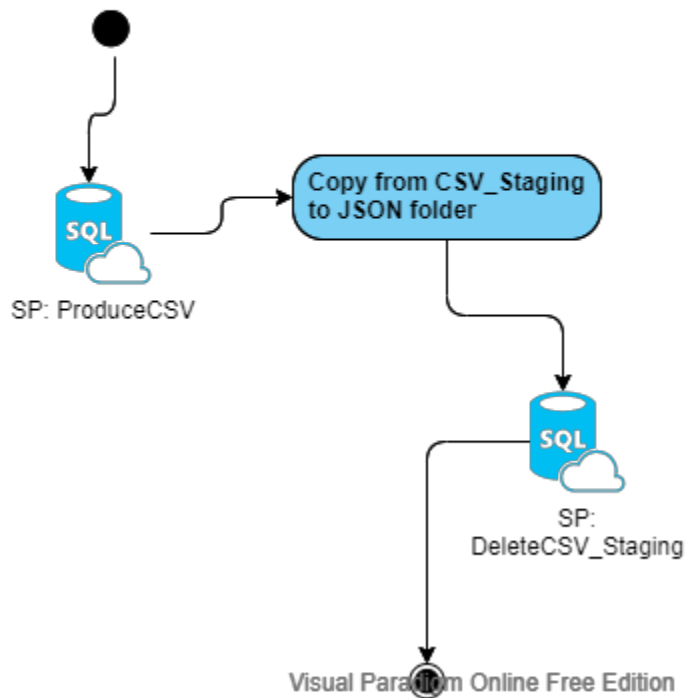 Copy from CSV_Staging
to JSON folder
SQL
SP: ProduceCSV
SQL
SP:
DeleteCSV_Staging
Visual Paradigm Online Free Edition